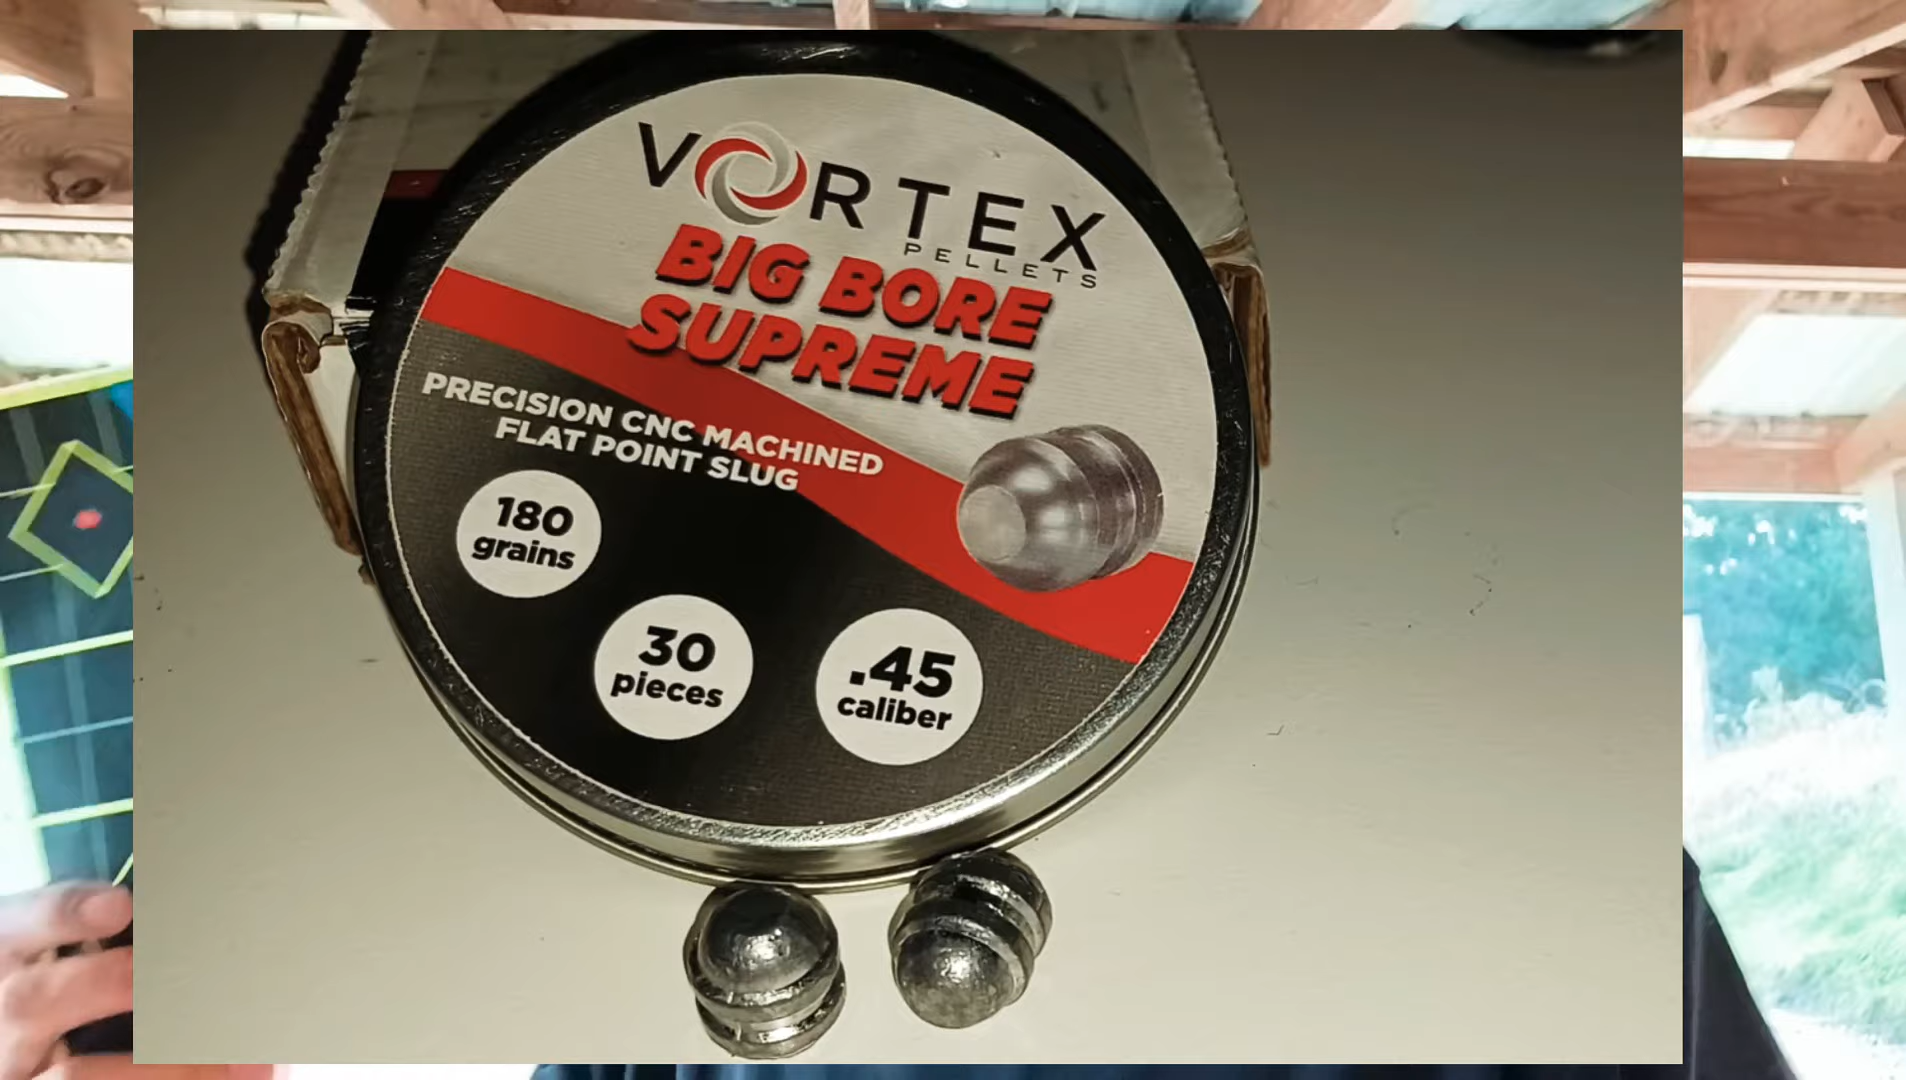 VORTEX
PELLETS
BIG BORE
SUPREME
PRECISION CNC MACHINED
FLAT POINT SLUG
180
grains
30
pieces
.45
caliber